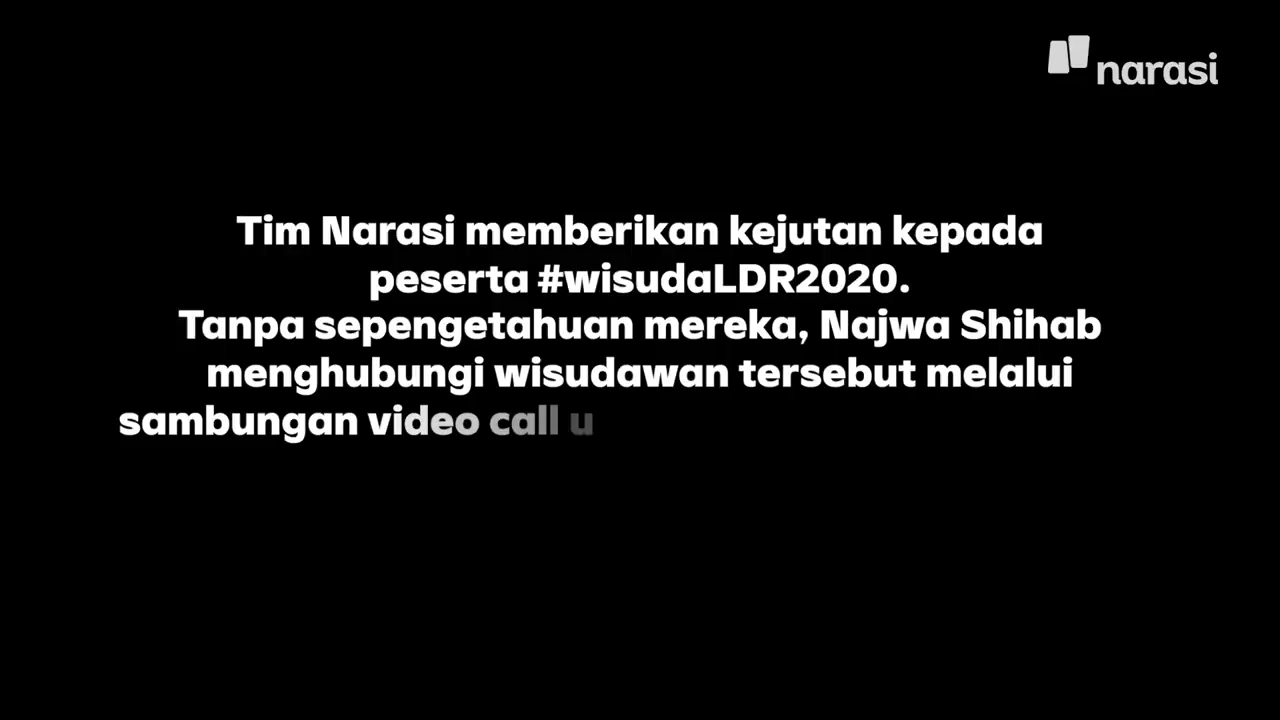 narasi
Tim Narasi memberikan kejutan kepada
peserta #wisudaLDR2020.
Tanpa sepengetahuan mereka, Najwa Shihab
menghubungi wisudawan tersebut melalui
sambungan video call u